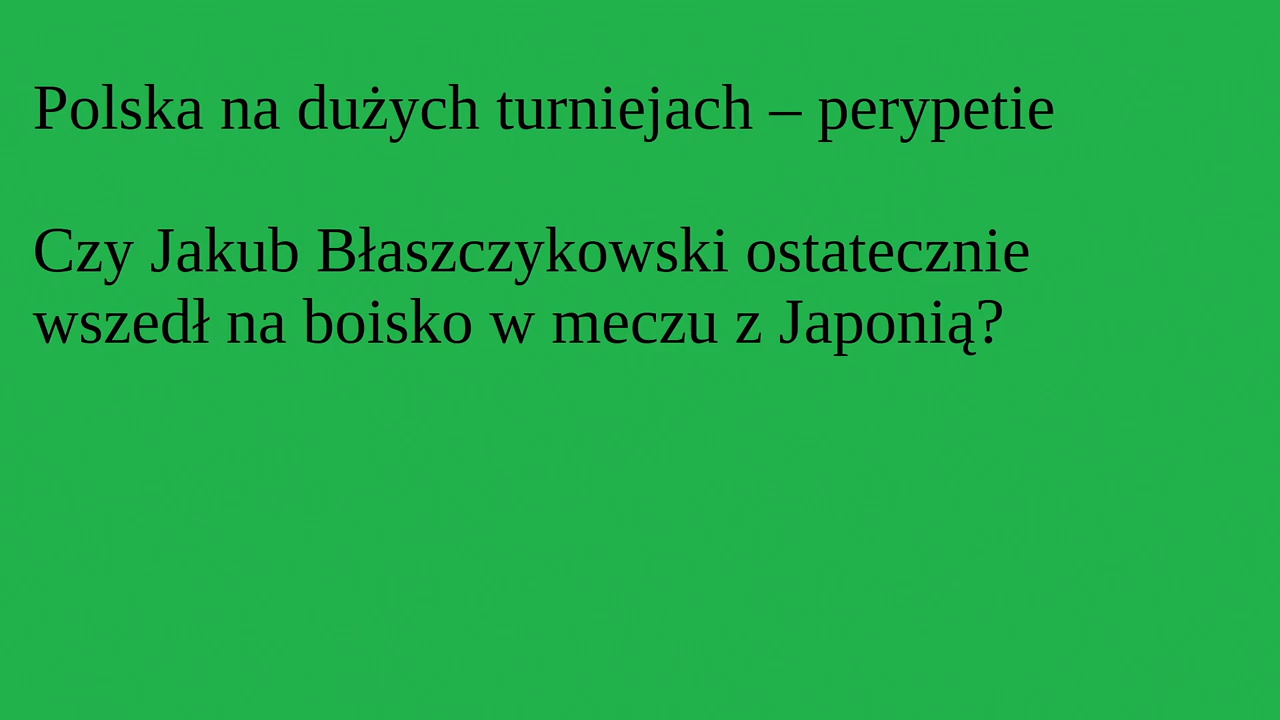 Polska na dużych turniejach – perypetie
Czy Jakub Błaszczykowski ostatecznie
wszedł na boisko w meczu z Japonią?